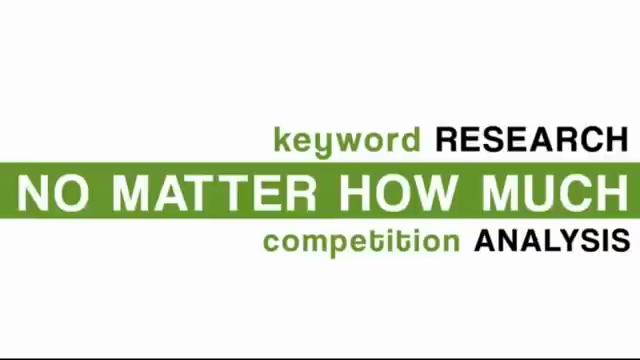 keyword RESEARCH
NO MATTER HOW MUCH
competition ANALYSIS